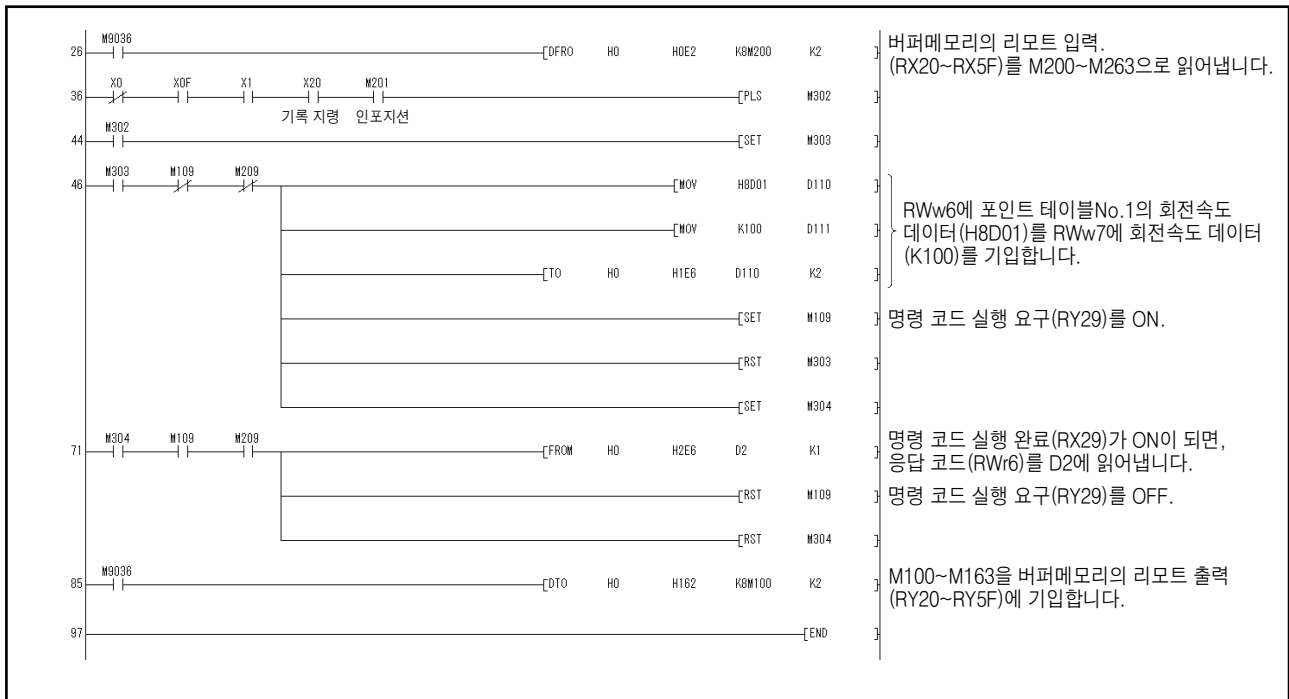 26 M9036 [DFRO H0 H0E2 K8M200 K2 ]
버퍼메모리의 리모트 입력.
(RX20~RX5F)를 M200~M263으로 읽어냅니다.
36 X0 X0F X1 X20 M201 [PLS M302 ]
기록 지령 인포지션
44 M302 [SET M303 ]
46 M303 M109 M209 [MOV H8D01 D110 ]
[MOV K100 D111 ]
[TO H0 H1E6 D110 K2 ]
RWw6에 포인트 테이블No.1의 회전속도
데이터(H8D01)를 RWw7에 회전속도 데이터
(K100)를 기입합니다.
[SET M109 ] 명령 코드 실행 요구(RY29)를 ON.
[RST M303 ]
[SET M304 ]
71 M304 M109 M209 [FROM H0 H2E6 D2 K1 ]
명령 코드 실행 완료(RX29)가 ON이 되면,
응답 코드(RWr6)를 D2에 읽어냅니다.
[RST M109 ] 명령 코드 실행 요구(RY29)를 OFF.
[RST M304 ]
85 M9036 [DTO H0 H162 K8M100 K2 ]
M100~M163을 버퍼메모리의 리모트 출력
(RY20~RY5F)에 기입합니다.
97 [END ]